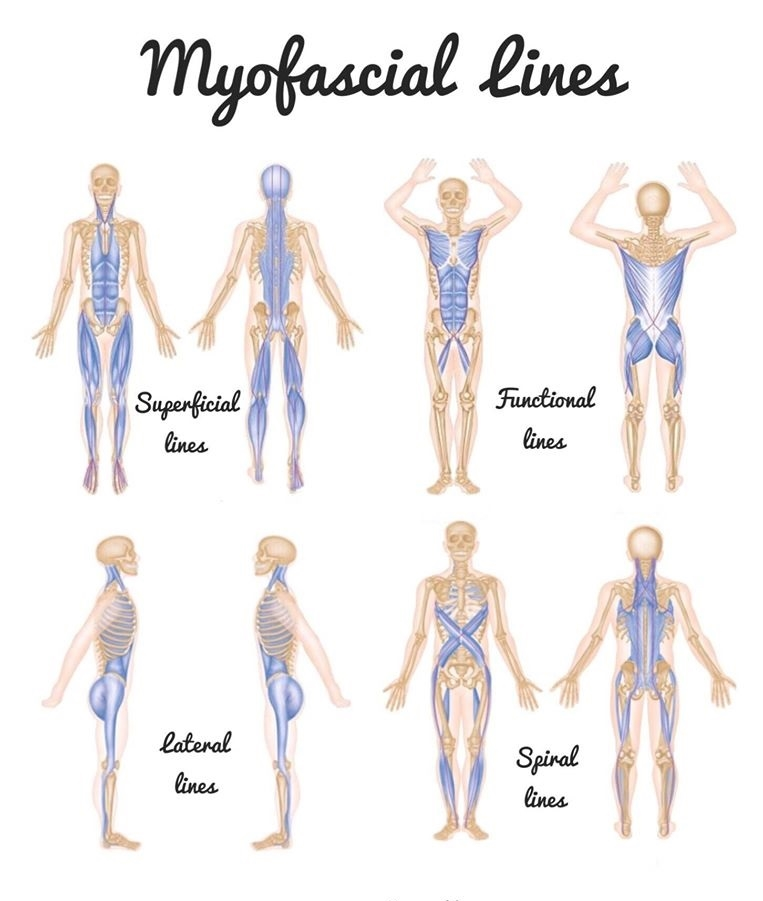 Myofascial Lines
Superficial
lines
Functional
lines
Lateral
lines
Spiral
lines